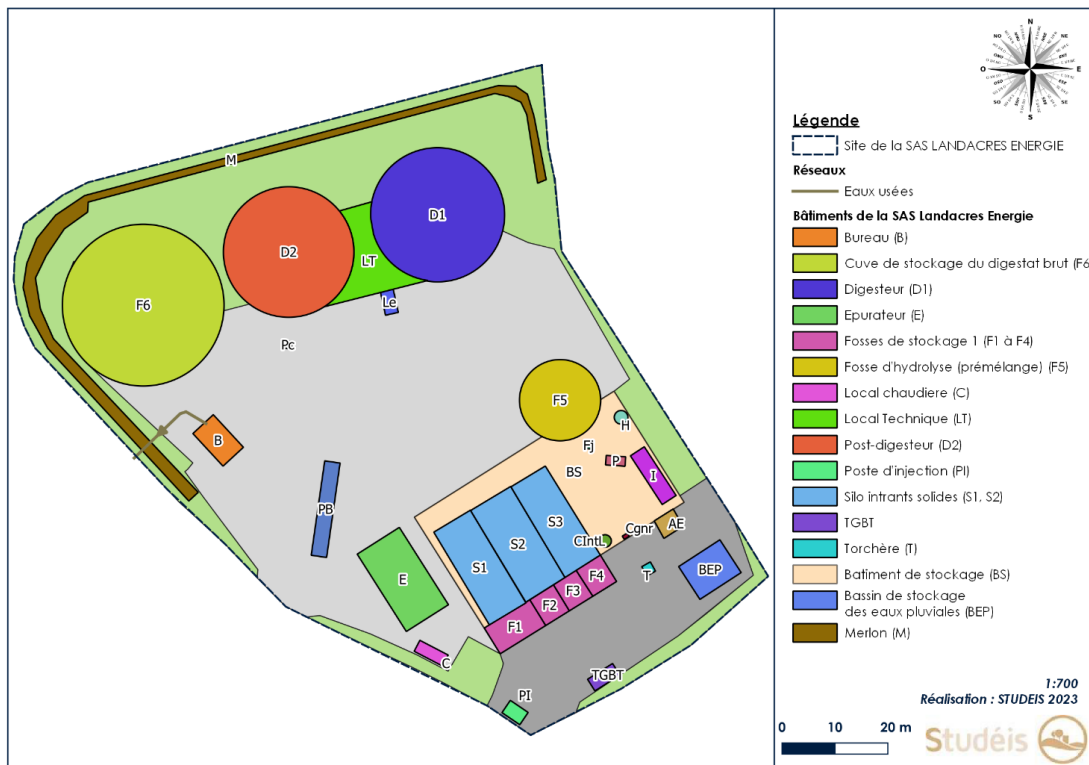 M
D1
D2
LT
Le
F6
Pc
F5
H
B
Fj
P
BS
I
PB
S3
S2
S1
Cgnr
AE
CIntL
T
BEP
E
F4
F3
F2
F1
C
TGBT
PI
N
E
S
O
NO
NE
SO
SE
Légende
Site de la SAS LANDACRES ENERGIE
Réseaux
Eaux usées
Bâtiments de la SAS Landacres Energie
Bureau (B)
Cuve de stockage du digestat brut (F6
Digesteur (D1)
Epurateur (E)
Fosses de stockage 1 (F1 à F4)
Fosse d'hydrolyse (prémélange) (F5)
Local chaudiere (C)
Local Technique (LT)
Post-digesteur (D2)
Poste d'injection (PI)
Silo intrants solides (S1, S2)
TGBT
Torchère (T)
Batiment de stockage (BS)
Bassin de stockage
des eaux pluviales (BEP)
Merlon (M)
1:700
Réalisation : STUDEIS 2023
0 10 20 m
Studéis